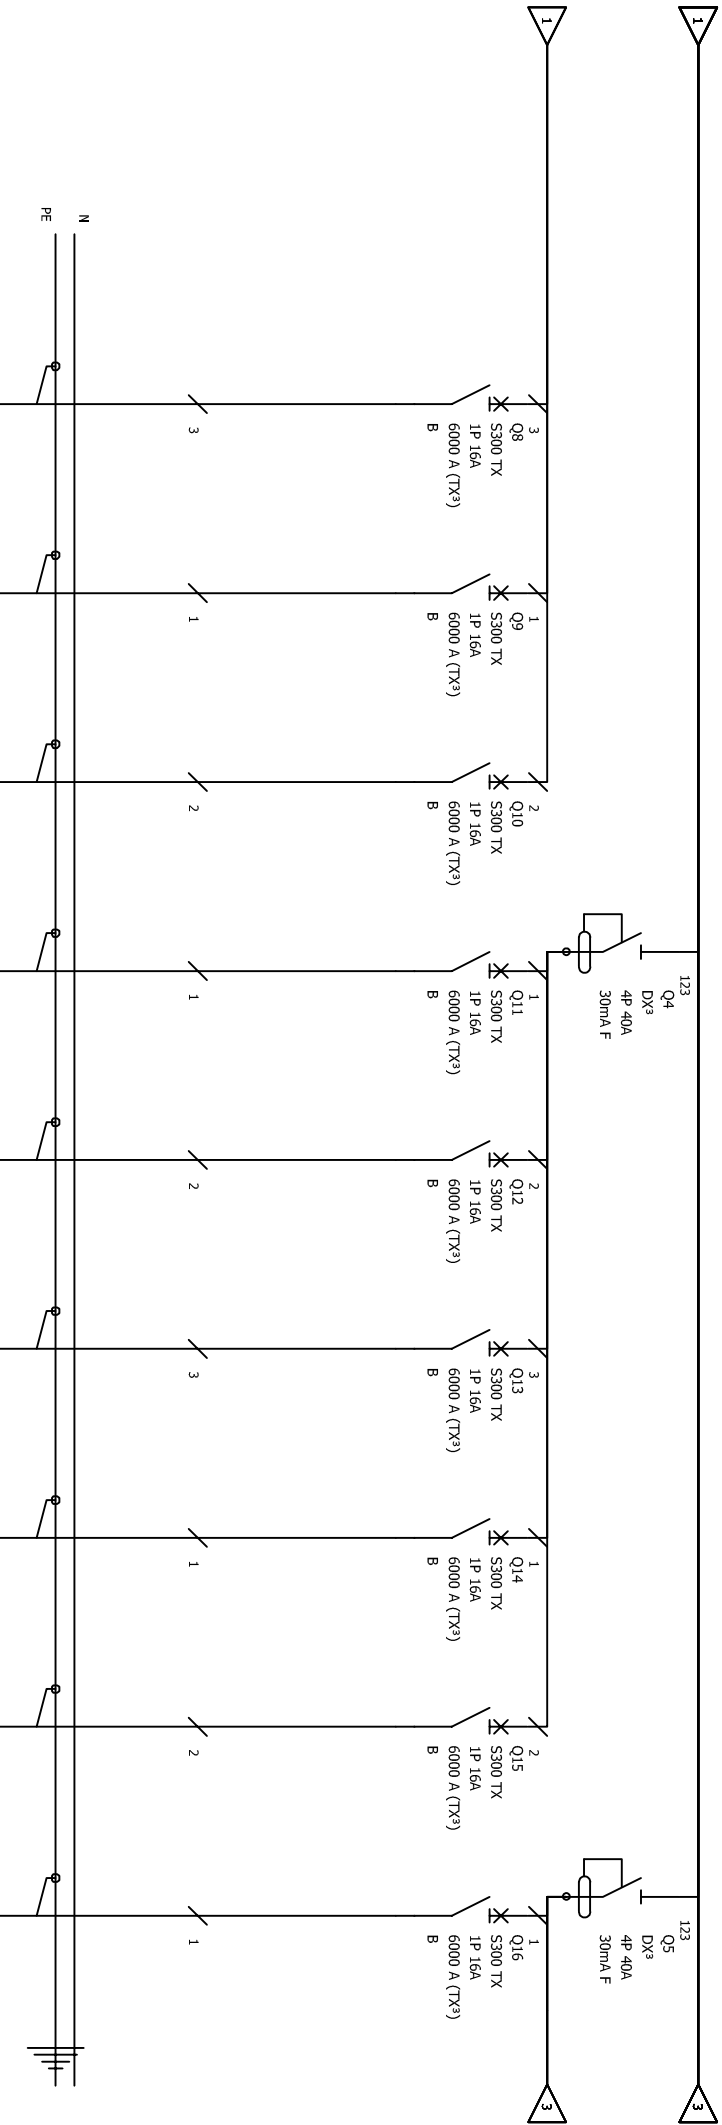 1
3
123
Q4
DX³
4P 40A
30mA F
123
Q5
DX³
4P 40A
30mA F
1
3
3
Q8
S300 TX
1P 16A
6000 A (TX³)
B
1
Q9
S300 TX
1P 16A
6000 A (TX³)
B
2
Q10
S300 TX
1P 16A
6000 A (TX³)
B
1
Q11
S300 TX
1P 16A
6000 A (TX³)
B
2
Q12
S300 TX
1P 16A
6000 A (TX³)
B
3
Q13
S300 TX
1P 16A
6000 A (TX³)
B
1
Q14
S300 TX
1P 16A
6000 A (TX³)
B
2
Q15
S300 TX
1P 16A
6000 A (TX³)
B
1
Q16
S300 TX
1P 16A
6000 A (TX³)
B
3
1
2
1
2
3
1
2
1
N
PE